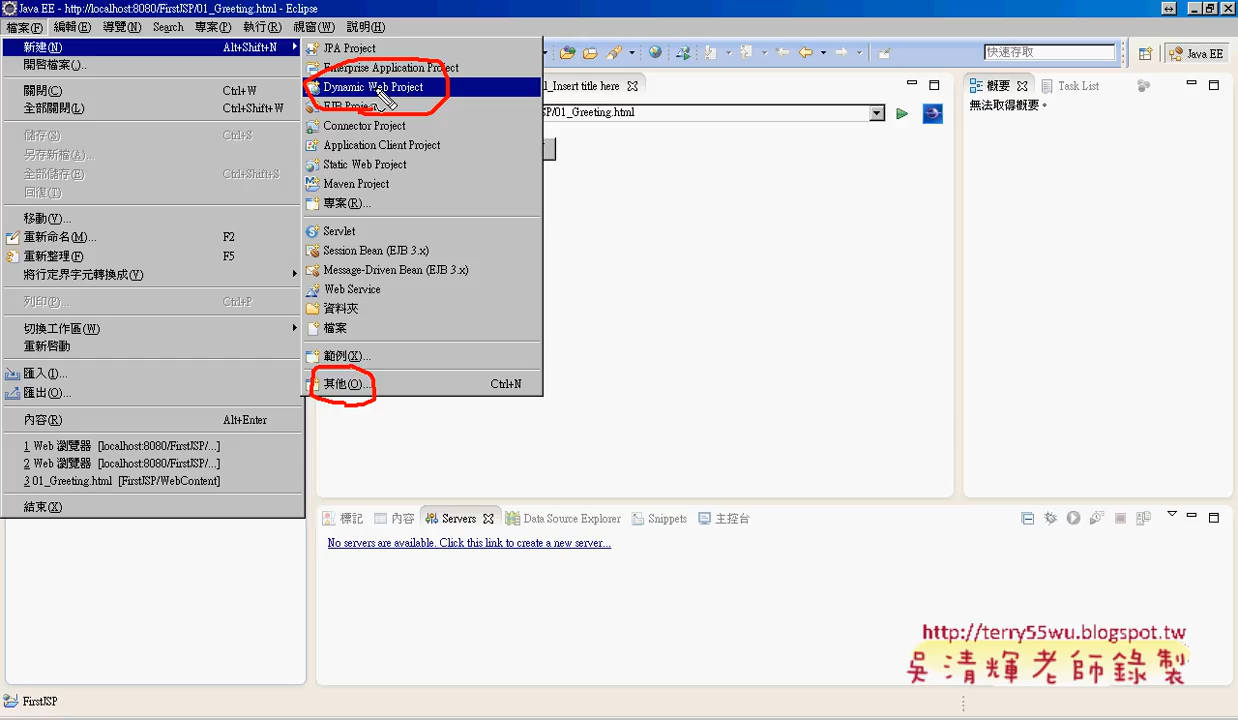 Java EE - http://localhost:8080/FirstJSP/01_Greeting.html - Eclipse
檔案(F) 編輯(E) 導覽(N) Search 專案(P) 執行(R) 視窗(W) 說明(H)
新建(N) Alt+Shift+N
開啓檔案(.)..
關閉(C) Ctrl+W
全部關閉(L) Ctrl+Shift+W
儲存(S) Ctrl+S
另存新檔(A)...
全部儲存(E) Ctrl+Shift+S
回復(T)
移動(V)...
重新命名(M)... F2
重新整理(F) F5
將行定界字元轉換成(Y)
列印(P)... Ctrl+P
切換工作區(W)
重新啓動
匯入(I)...
匯出(O)...
內容(R) Alt+Enter
1 Web 瀏覽器 [localhost:8080/FirstJSP/...]
2 Web 瀏覽器 [localhost:8080/FirstJSP/...]
3 01_Greeting.html [FirstJSP/WebContent]
結束(X)
JPA Project
Enterprise Application Project
Dynamic Web Project
EJB Project
Connector Project
Application Client Project
Static Web Project
Maven Project
專案(R)...
Servlet
Session Bean (EJB 3.x)
Message-Driven Bean (EJB 3.x)
Web Service
資料夾
檔案
範例(X)...
其他(O)... Ctrl+N
快速存取
Java EE
l_Insert title here
P/01_Greeting.html
概要 Task List
無法取得概要。
標記 內容 Servers Data Source Explorer Snippets 主控台
No servers are available. Click this link to create a new server...
http://terry55wu.blogspot.tw
吳清輝老師錄製
FirstJSP